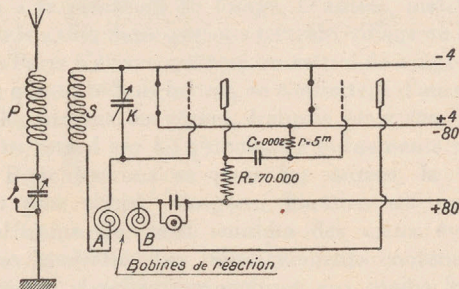 P
S
K
-4
+4
-80
C=0002
r=5ᵐ
R=70.000
+80
A
B
Bobines de réaction